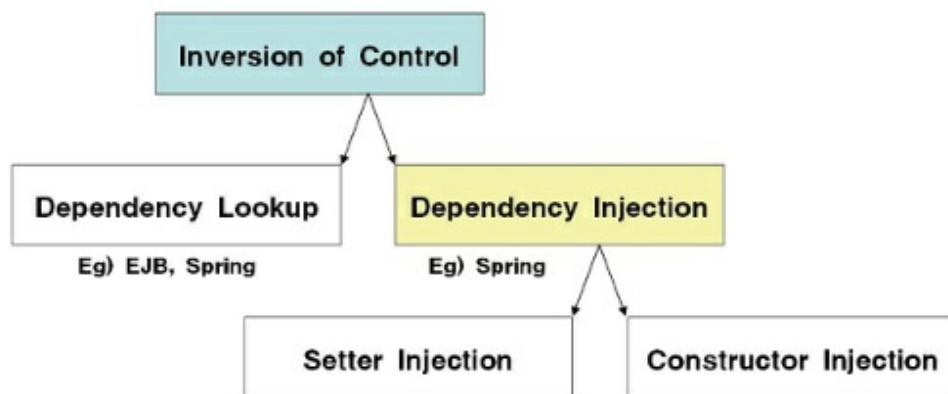 Inversion of Control
Dependency Lookup
Dependency Injection
Eg) EJB, Spring
Eg) Spring
Setter Injection
Constructor Injection